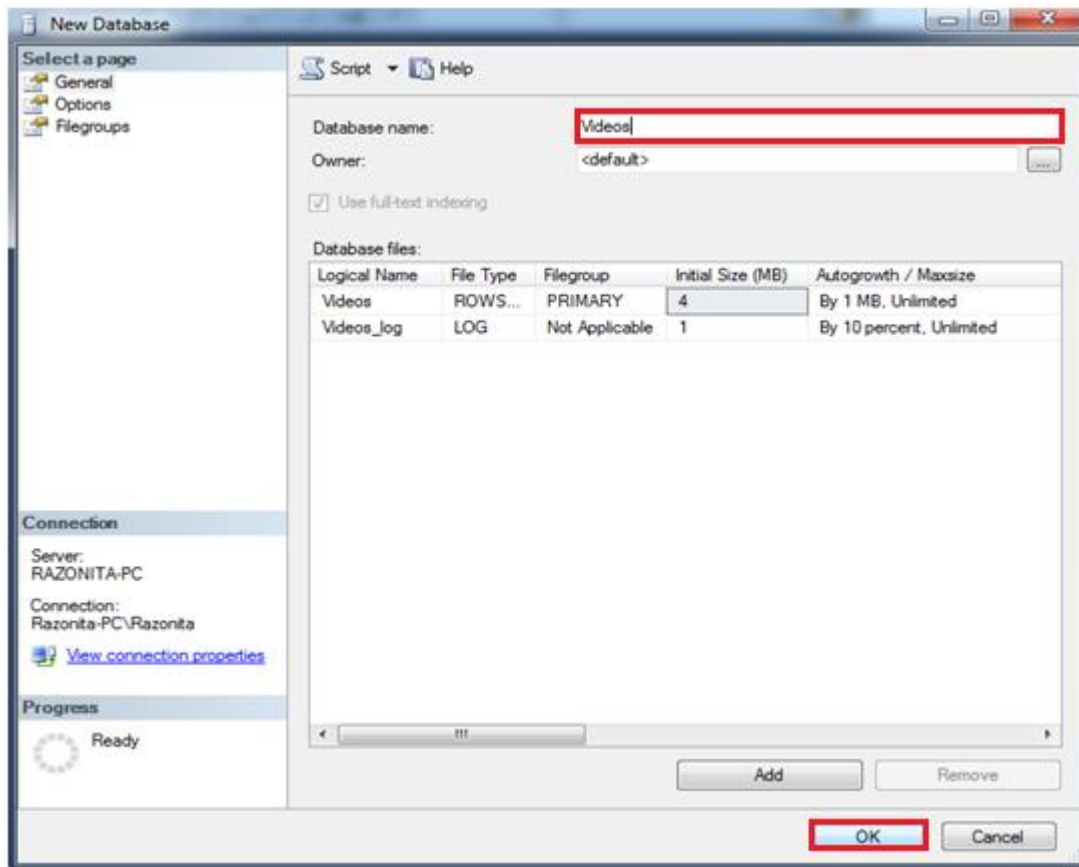 New Database
Select a page
General
Options
Filegroups
Script Help
Database name: Videos
Owner: <default> ...
Use full-text indexing
Database files:
Logical Name File Type Filegroup Initial Size (MB) Autogrowth / Maxsize
Videos ROWS... PRIMARY 4 By 1 MB, Unlimited
Videos_log LOG Not Applicable 1 By 10 percent, Unlimited
Connection
Server:
RAZONITA-PC
Connection:
Razonita-PC\Razonita
View connection properties
Progress
Ready
Add Remove
OK Cancel